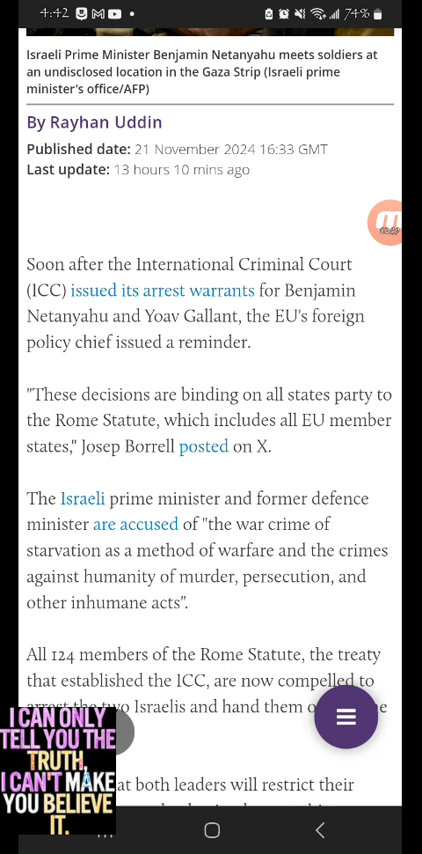 4:42
74%
Israeli Prime Minister Benjamin Netanyahu meets soldiers at
an undisclosed location in the Gaza Strip (Israeli prime
minister's office/AFP)
By Rayhan Uddin
Published date: 21 November 2024 16:33 GMT
Last update: 13 hours 10 mins ago
Soon after the International Criminal Court
(ICC) issued its arrest warrants for Benjamin
Netanyahu and Yoav Gallant, the EU's foreign
policy chief issued a reminder.
"These decisions are binding on all states party to
the Rome Statute, which includes all EU member
states," Josep Borrell posted on X.
The Israeli prime minister and former defence
minister are accused of "the war crime of
starvation as a method of warfare and the crimes
against humanity of murder, persecution, and
other inhumane acts".
All 124 members of the Rome Statute, the treaty
that established the ICC, are now compelled to
arrest the two Israelis and hand them
I CAN ONLY
TELL YOU THE
TRUTH,
I CAN'T MAKE
YOU BELIEVE
IT.
at both leaders will restrict their